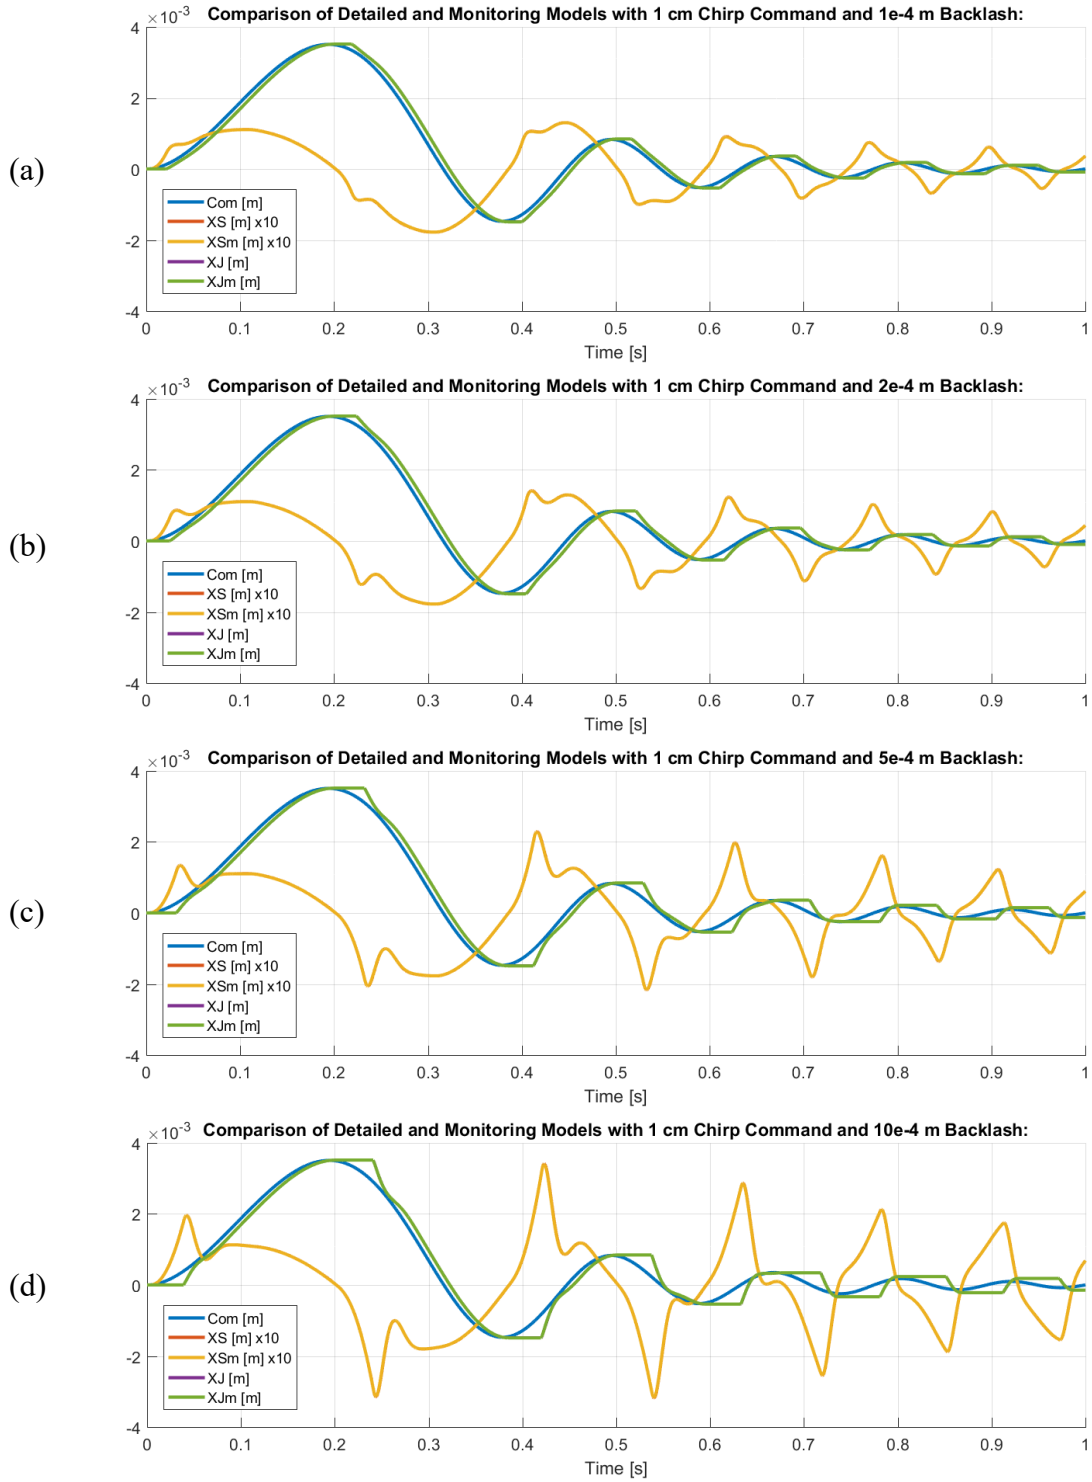 Comparison of Detailed and Monitoring Models with 1 cm Chirp Command and 1e-4 m Backlash:
×10⁻³
4
2
0
-2
-4
(a)
Com [m]
XS [m] x10
XSm [m] x10
XJ [m]
XJm [m]
0 0.1 0.2 0.3 0.4 0.5 0.6 0.7 0.8 0.9 1
Time [s]
Comparison of Detailed and Monitoring Models with 1 cm Chirp Command and 2e-4 m Backlash:
×10⁻³
4
2
0
-2
-4
(b)
Com [m]
XS [m] x10
XSm [m] x10
XJ [m]
XJm [m]
0 0.1 0.2 0.3 0.4 0.5 0.6 0.7 0.8 0.9 1
Time [s]
Comparison of Detailed and Monitoring Models with 1 cm Chirp Command and 5e-4 m Backlash:
×10⁻³
4
2
0
-2
-4
(c)
Com [m]
XS [m] x10
XSm [m] x10
XJ [m]
XJm [m]
0 0.1 0.2 0.3 0.4 0.5 0.6 0.7 0.8 0.9 1
Time [s]
Comparison of Detailed and Monitoring Models with 1 cm Chirp Command and 10e-4 m Backlash:
×10⁻³
4
2
0
-2
-4
(d)
Com [m]
XS [m] x10
XSm [m] x10
XJ [m]
XJm [m]
0 0.1 0.2 0.3 0.4 0.5 0.6 0.7 0.8 0.9 1
Time [s]